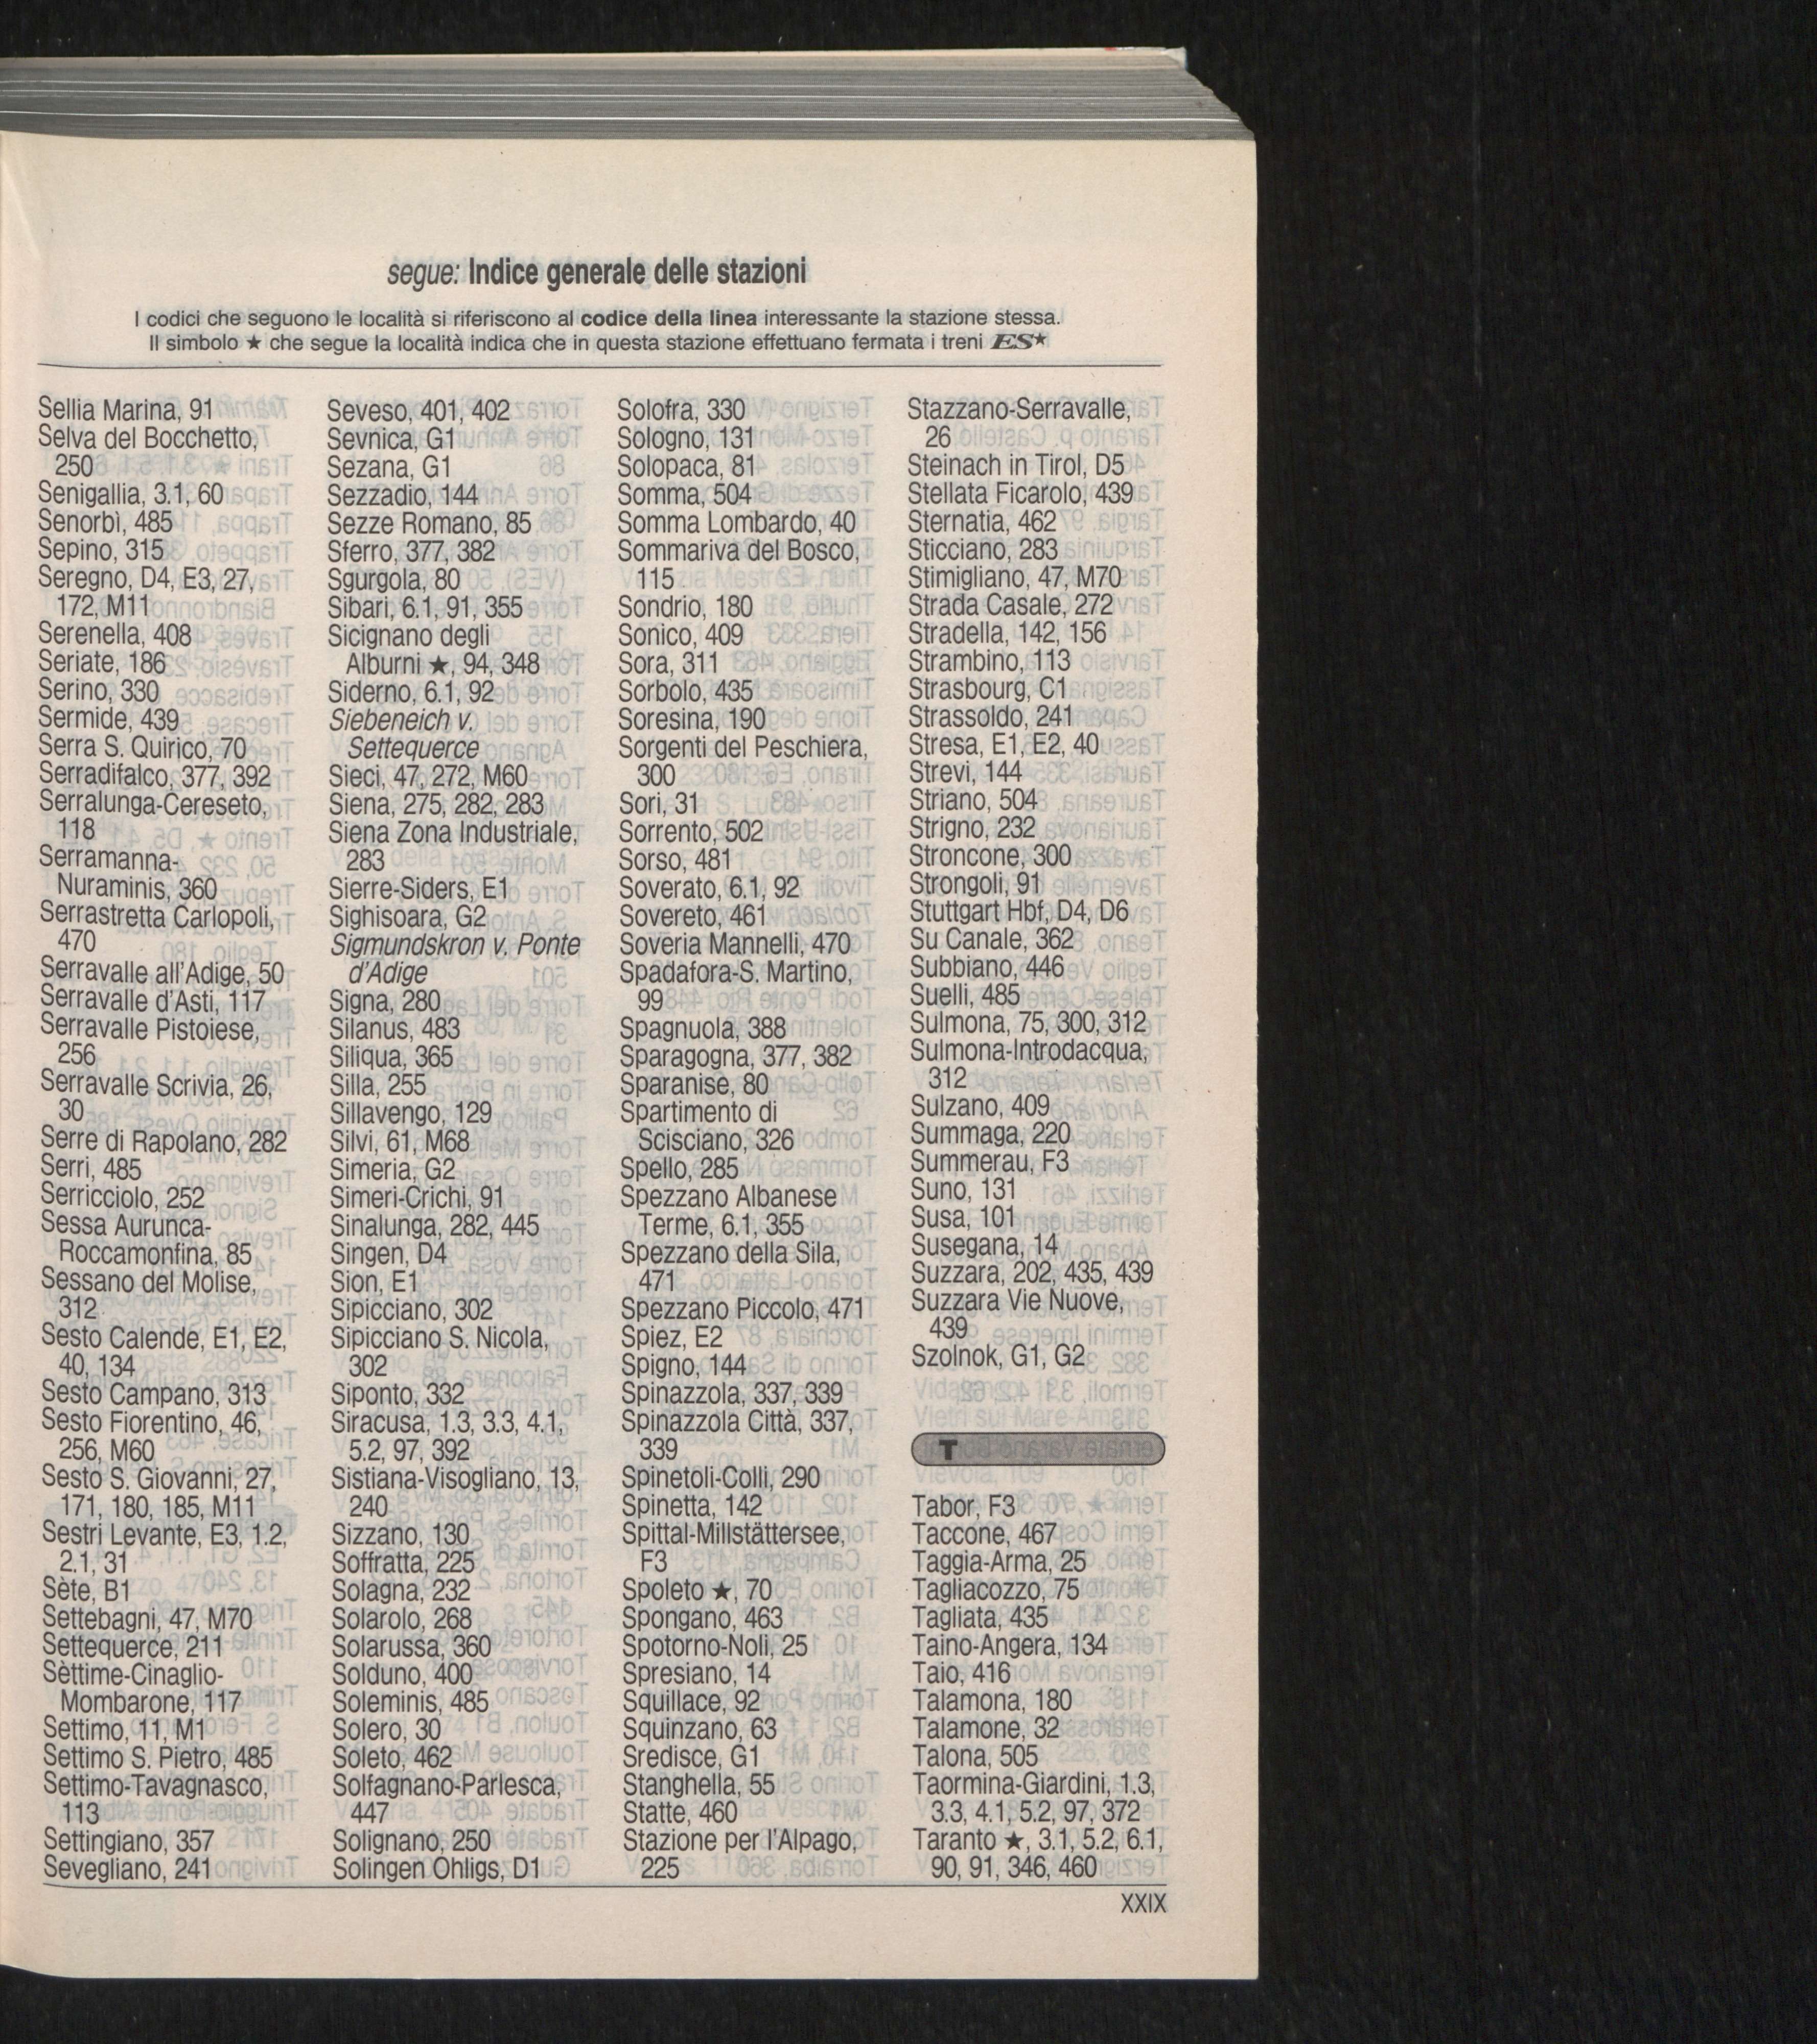 segue: Indice generale delle stazioni
I codici che seguono le località si riferiscono al codice della linea interessante la stazione stessa.
Il simbolo ★ che segue la località indica che in questa stazione effettuano fermata i treni ES★
Sellia Marina, 91
Selva del Bocchetto,
250
Senigallia, 3.1, 60
Senorbì, 485
Sepino, 315
Seregno, D4, E3, 27,
172, M11
Serenella, 408
Seriate, 186
Serino, 330
Sermide, 439
Serra S. Quirico, 70
Serradifalco, 377, 392
Serralunga-Cereseto,
118
Serramanna-
Nuraminis, 360
Serrastretta Carlopoli,
470
Serravalle all'Adige, 50
Serravalle d'Asti, 117
Serravalle Pistoiese,
256
Serravalle Scrivia, 26,
30
Serre di Rapolano, 282
Serri, 485
Serricciolo, 252
Sessa Aurunca-
Roccamonfina, 85
Sessano del Molise,
312
Sesto Calende, E1, E2,
40, 134
Sesto Campano, 313
Sesto Fiorentino, 46,
256, M60
Sesto S. Giovanni, 27,
171, 180, 185, M11
Sestri Levante, E3, 1.2,
2.1, 31
Sète, B1
Settebagni, 47, M70
Settequerce, 211
Sèttime-Cinaglio-
Mombarone, 117
Settimo, 11, M1
Settimo S. Pietro, 485
Settimo-Tavagnasco,
113
Settingiano, 357
Sevegliano, 241
Seveso, 401, 402
Sevnica, G1
Sezana, G1
Sezzadio, 144
Sezze Romano, 85
Sferro, 377, 382
Sgurgola, 80
Sibari, 6.1, 91, 355
Sicignano degli
Alburni ★, 94, 348
Siderno, 6.1, 92
Siebeneich v.
Settequerce
Sieci, 47, 272, M60
Siena, 275, 282, 283
Siena Zona Industriale,
283
Sierre-Siders, E1
Sighisoara, G2
Sigmundskron v. Ponte
d'Adige
Signa, 280
Silanus, 483
Siliqua, 365
Silla, 255
Sillavengo, 129
Silvi, 61, M68
Simeria, G2
Simeri-Crichi, 91
Sinalunga, 282, 445
Singen, D4
Sion, E1
Sipicciano, 302
Sipicciano S. Nicola,
302
Siponto, 332
Siracusa, 1.3, 3.3, 4.1,
5.2, 97, 392
Sistiana-Visogliano, 13,
240
Sizzano, 130
Soffratta, 225
Solagna, 232
Solarolo, 268
Solarussa, 360
Solduno, 400
Soleminis, 485
Solero, 30
Soleto, 462
Solfagnano-Parlesca,
447
Solignano, 250
Solingen Ohligs, D1
Solofra, 330
Sologno, 131
Solopaca, 81
Somma, 504
Somma Lombardo, 40
Sommariva del Bosco,
115
Sondrio, 180
Sonico, 409
Sora, 311
Sorbolo, 435
Soresina, 190
Sorgenti del Peschiera,
300
Sori, 31
Sorrento, 502
Sorso, 481
Soverato, 6.1, 92
Sovereto, 461
Soveria Mannelli, 470
Spadafora-S. Martino,
99
Spagnuola, 388
Sparagogna, 377, 382
Sparanise, 80
Spartimento di
Scisciano, 326
Spello, 285
Spezzano Albanese
Terme, 6.1, 355
Spezzano della Sila,
471
Spezzano Piccolo, 471
Spiez, E2
Spigno, 144
Spinazzola, 337, 339
Spinazzola Città, 337,
339
Spinetoli-Colli, 290
Spinetta, 142
Spittal-Millstättersee,
F3
Spoleto ★, 70
Spongano, 463
Spotorno-Noli, 25
Spresiano, 14
Squillace, 92
Squinzano, 63
Sredisce, G1
Stanghella, 55
Statte, 460
Stazione per l'Alpago,
225
Stazzano-Serravalle,
26
Steinach in Tirol, D5
Stellata Ficarolo, 439
Sternatia, 462
Sticciano, 283
Stimigliano, 47, M70
Strada Casale, 272
Stradella, 142, 156
Strambino, 113
Strasbourg, C1
Strassoldo, 241
Stresa, E1, E2, 40
Strevi, 144
Striano, 504
Strigno, 232
Stroncone, 300
Strongoli, 91
Stuttgart Hbf, D4, D6
Su Canale, 362
Subbiano, 446
Suelli, 485
Sulmona, 75, 300, 312
Sulmona-Introdacqua,
312
Sulzano, 409
Summaga, 220
Summerau, F3
Suno, 131
Susa, 101
Susegana, 14
Suzzara, 202, 435, 439
Suzzara Vie Nuove,
439
Szolnok, G1, G2
T
Tabor, F3
Taccone, 467
Taggia-Arma, 25
Tagliacozzo, 75
Tagliata, 435
Taino-Angera, 134
Taio, 416
Talamona, 180
Talamone, 32
Talona, 505
Taormina-Giardini, 1.3,
3.3, 4.1, 5.2, 97, 372
Taranto ★, 3.1, 5.2, 6.1,
90, 91, 346, 460
XXIX